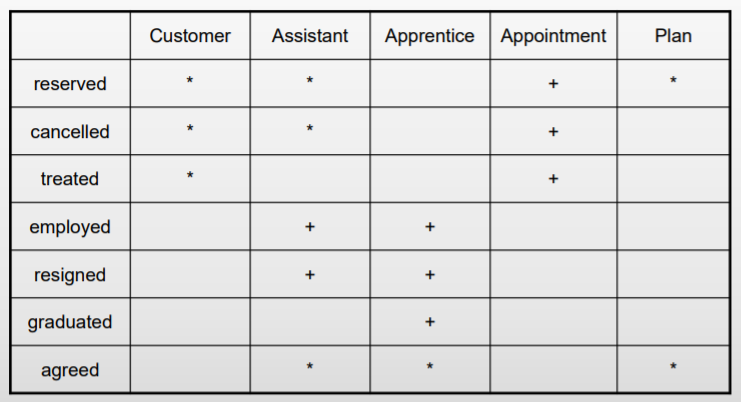 Customer Assistant Apprentice Appointment Plan
reserved * * + *
cancelled * * +
treated * +
employed + +
resigned + +
graduated +
agreed * * *